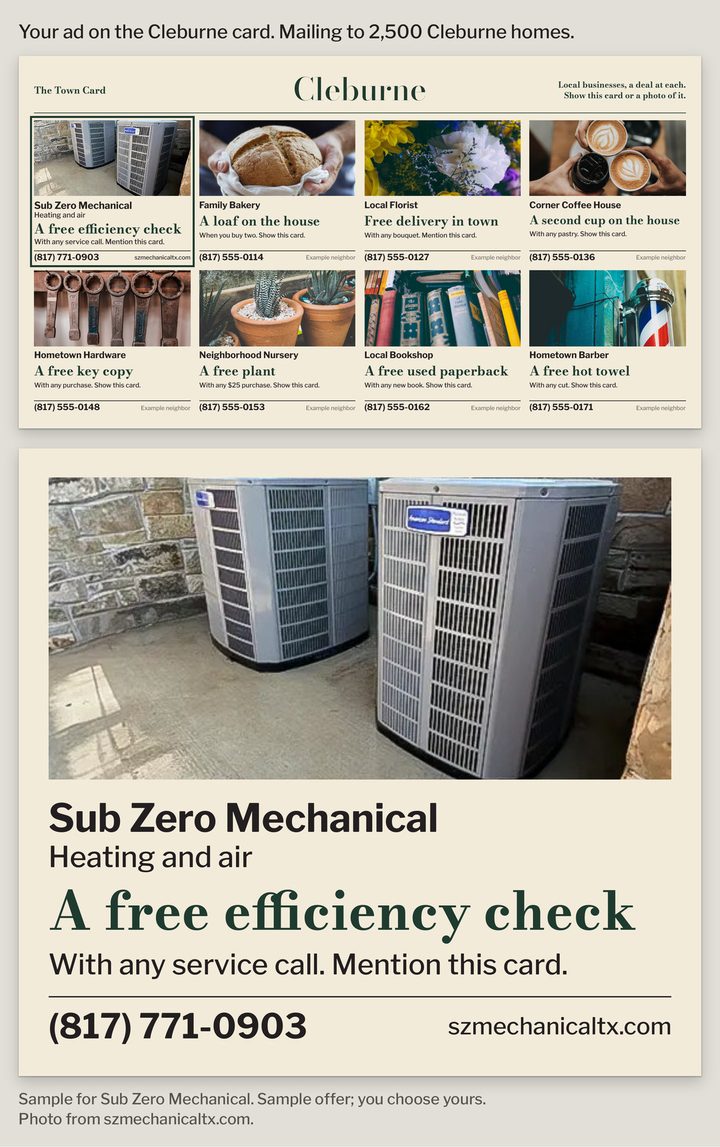 Your ad on the Cleburne card. Mailing to 2,500 Cleburne homes.
The Town Card
Cleburne
Local businesses, a deal at each.
Show this card or a photo of it.
Sub Zero Mechanical
Heating and air
A free efficiency check
With any service call. Mention this card.
(817) 771-0903
szmechanicaltx.com
Family Bakery
A loaf on the house
When you buy two. Show this card.
(817) 555-0114
Example neighbor
Local Florist
Free delivery in town
With any bouquet. Mention this card.
(817) 555-0127
Example neighbor
Corner Coffee House
A second cup on the house
With any pastry. Show this card.
(817) 555-0136
Example neighbor
Hometown Hardware
A free key copy
With any purchase. Show this card.
(817) 555-0148
Example neighbor
Neighborhood Nursery
A free plant
With any $25 purchase. Show this card.
(817) 555-0153
Example neighbor
Local Bookshop
A free used paperback
With any new book. Show this card.
(817) 555-0162
Example neighbor
Hometown Barber
A free hot towel
With any cut. Show this card.
(817) 555-0171
Example neighbor
American Standard
Sub Zero Mechanical
Heating and air
A free efficiency check
With any service call. Mention this card.
(817) 771-0903
szmechanicaltx.com
Sample for Sub Zero Mechanical. Sample offer; you choose yours.
Photo from szmechanicaltx.com.